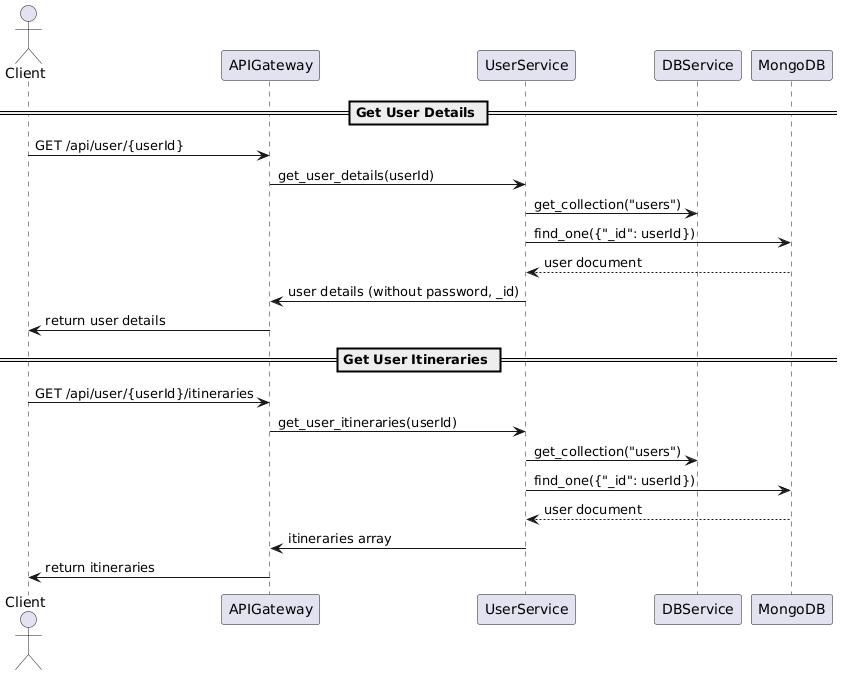 Client
APIGateway
UserService
DBService
MongoDB
Get User Details
GET /api/user/{userId}
get_user_details(userId)
get_collection("users")
find_one({"_id": userId})
user document
user details (without password, _id)
return user details
Get User Itineraries
GET /api/user/{userId}/itineraries
get_user_itineraries(userId)
get_collection("users")
find_one({"_id": userId})
user document
itineraries array
return itineraries
Client
APIGateway
UserService
DBService
MongoDB